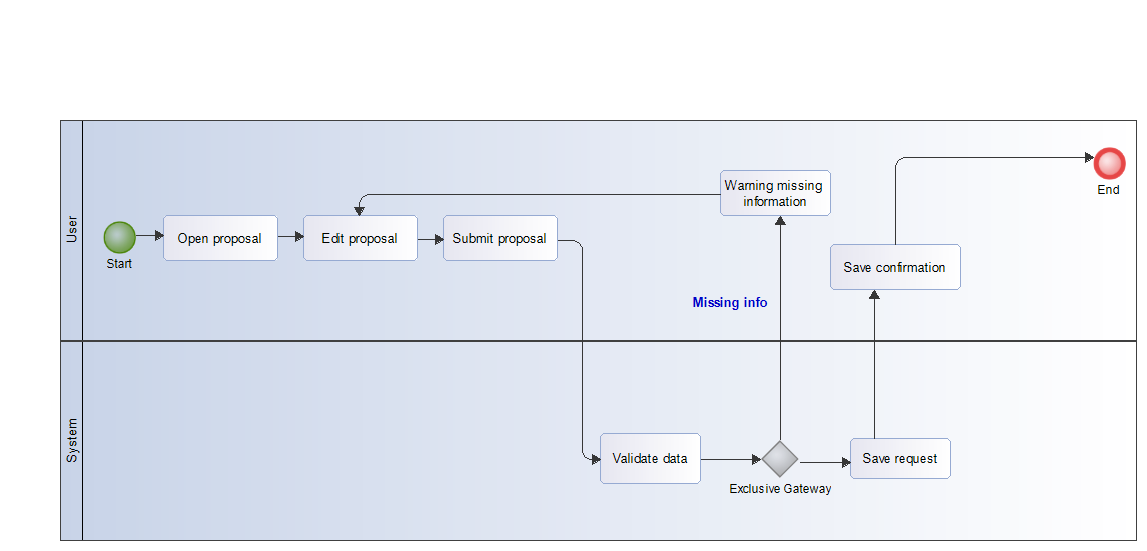 User
Start
Open proposal
Edit proposal
Submit proposal
Warning missing
information
Missing info
Save confirmation
End
System
Validate data
Exclusive Gateway
Save request